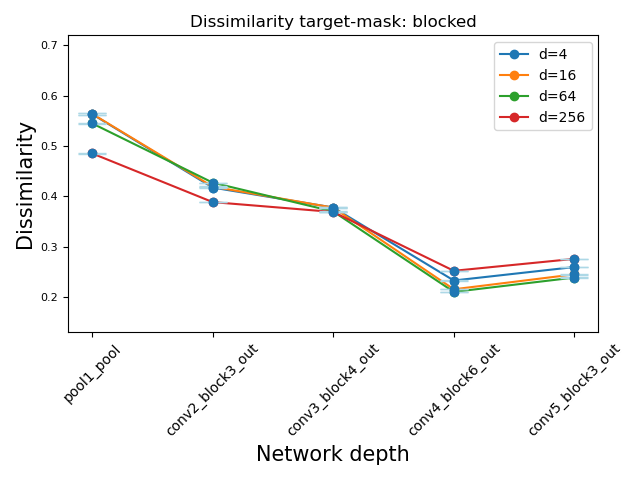 Dissimilarity target-mask: blocked
d=4
d=16
d=64
d=256
Dissimilarity
0.7
0.6
0.5
0.4
0.3
0.2
pool1_pool
conv2_block3_out
conv3_block4_out
conv4_block6_out
conv5_block3_out
Network depth